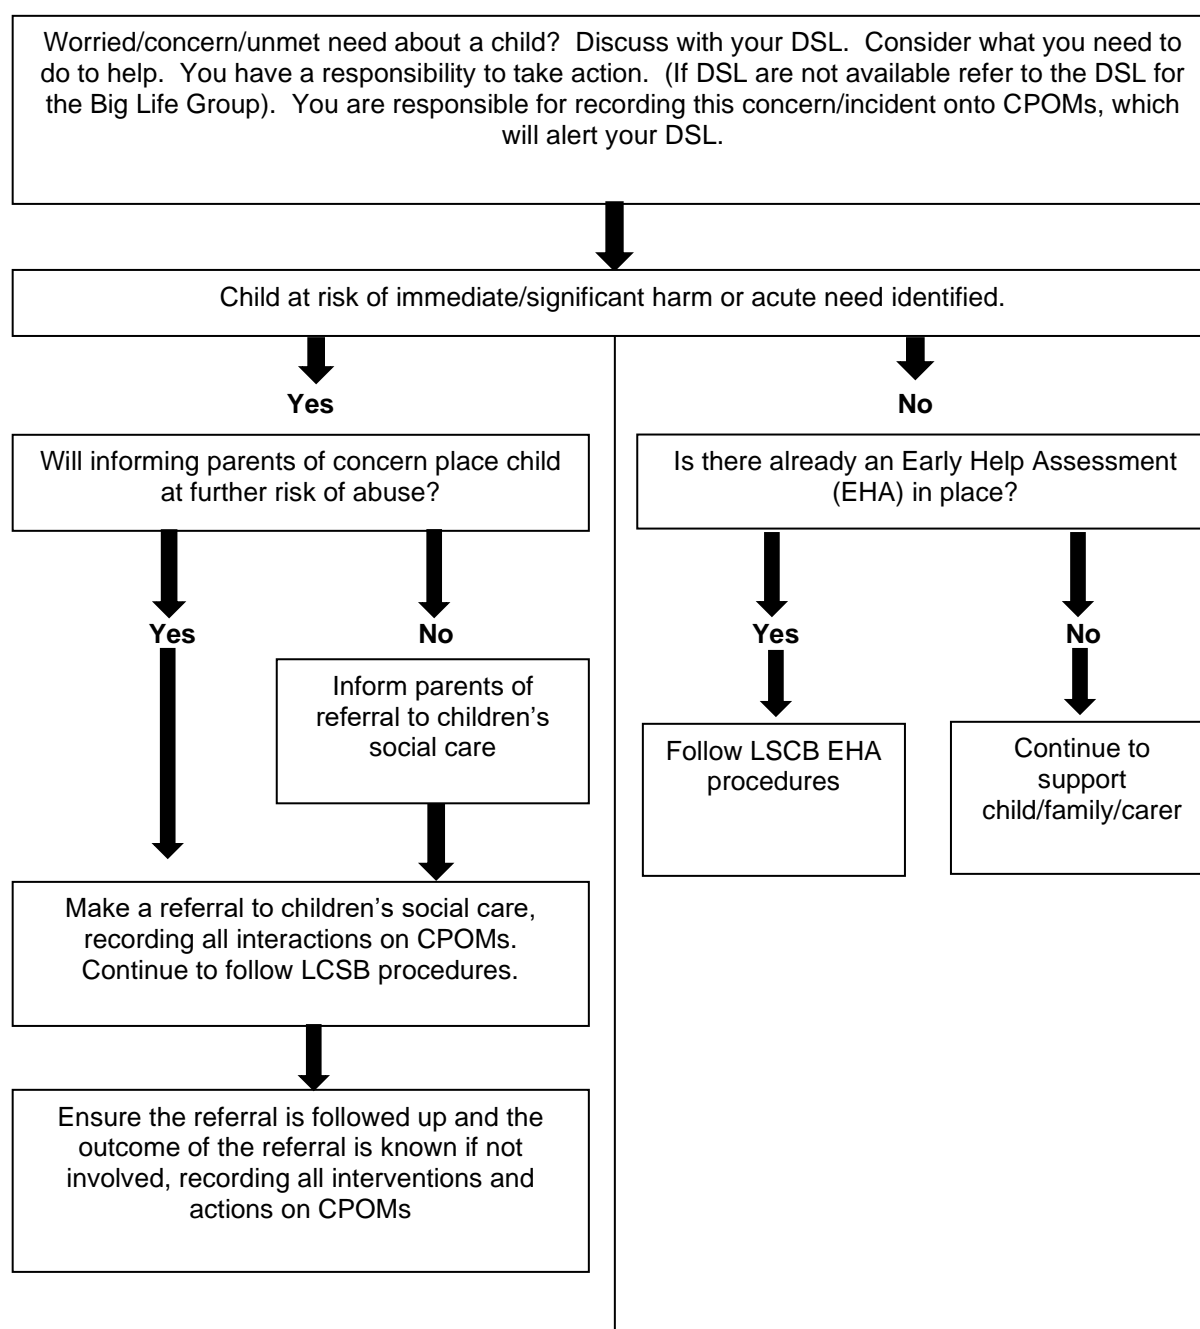 Worried/concern/unmet need about a child?  Discuss with your DSL.  Consider what you need to
do to help.  You have a responsibility to take action.  (If DSL are not available refer to the DSL for
the Big Life Group).  You are responsible for recording this concern/incident onto CPOMs, which
will alert your DSL.
Child at risk of immediate/significant harm or acute need identified.
Yes
No
Will informing parents of concern place child
at further risk of abuse?
Is there already an Early Help Assessment
(EHA) in place?
Yes
No
Yes
No
Inform parents of
referral to children's
social care
Follow LSCB EHA
procedures
Continue to
support
child/family/carer
Make a referral to children's social care,
recording all interactions on CPOMs.
Continue to follow LCSB procedures.
Ensure the referral is followed up and the
outcome of the referral is known if not
involved, recording all interventions and
actions on CPOMs